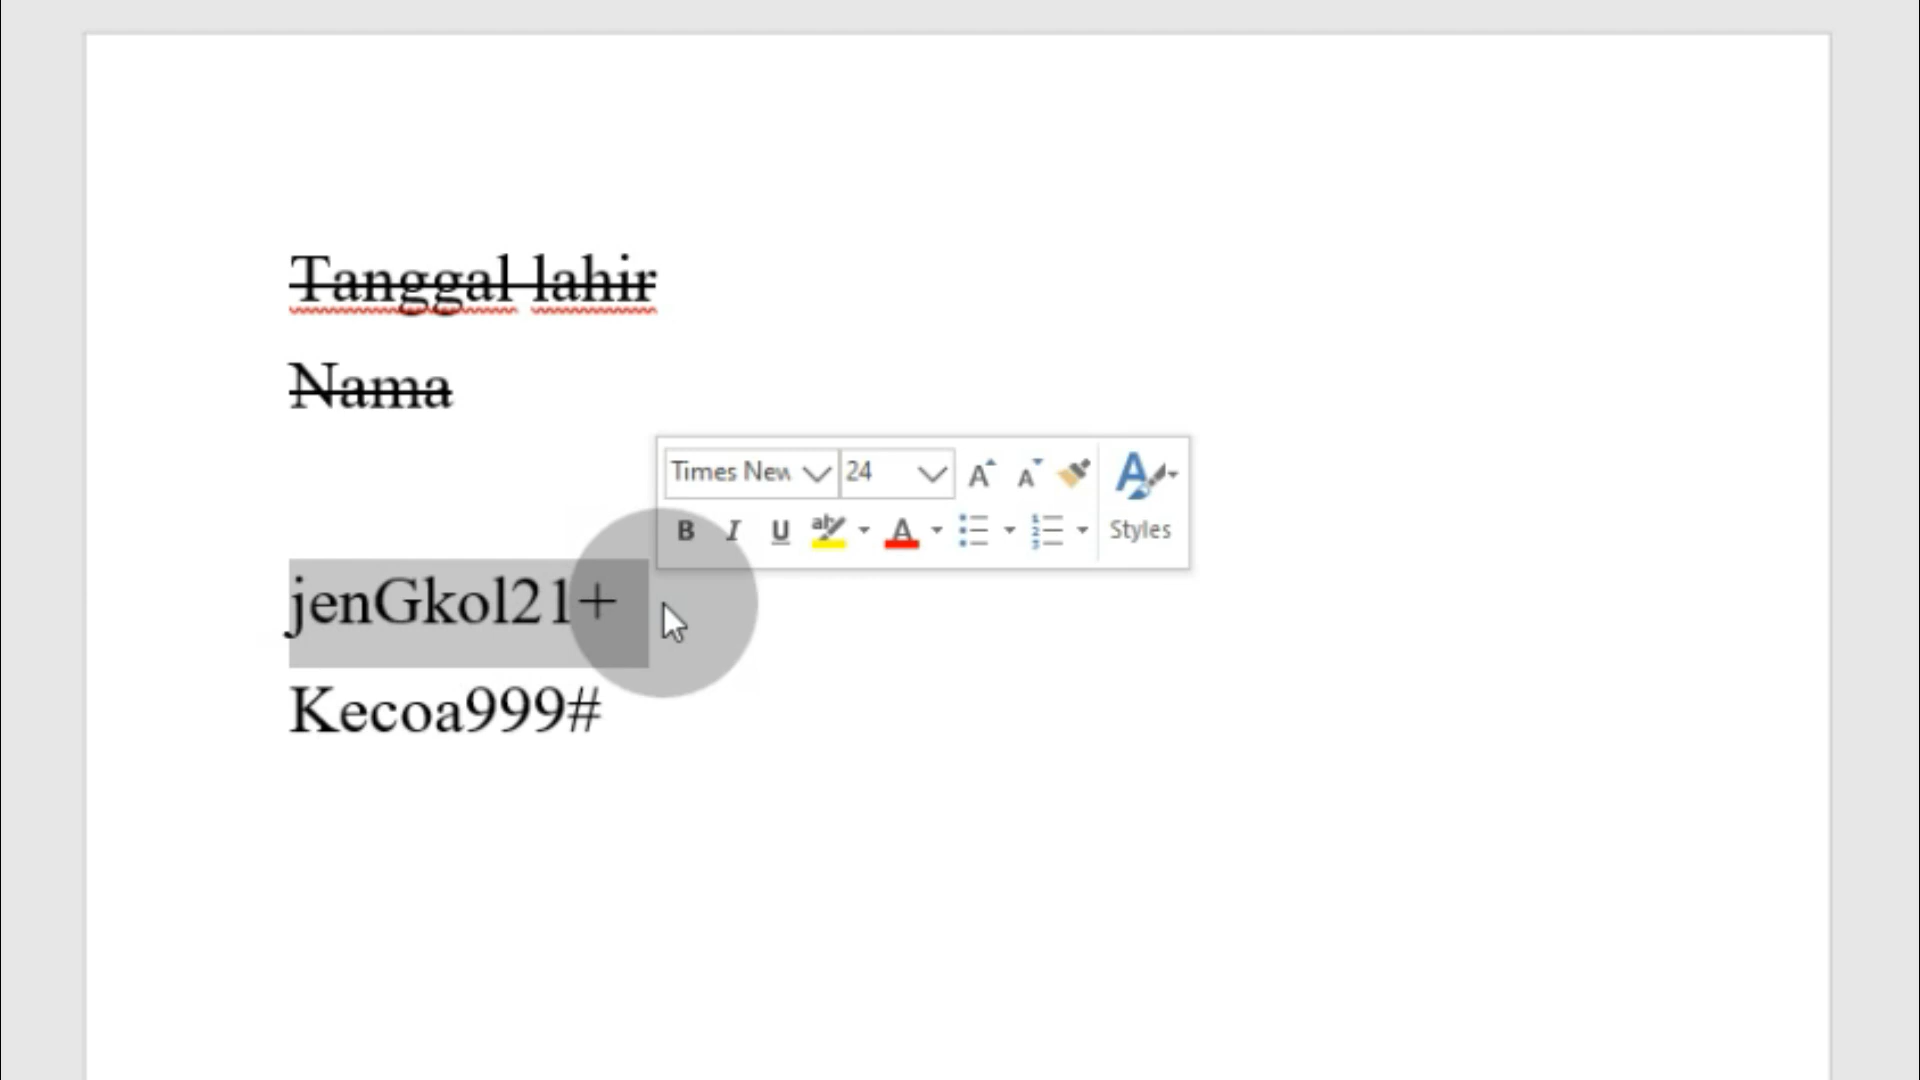 Tanggal lahir
Nama
Times New 24
Styles
jenGkol21+
Kecoa999#